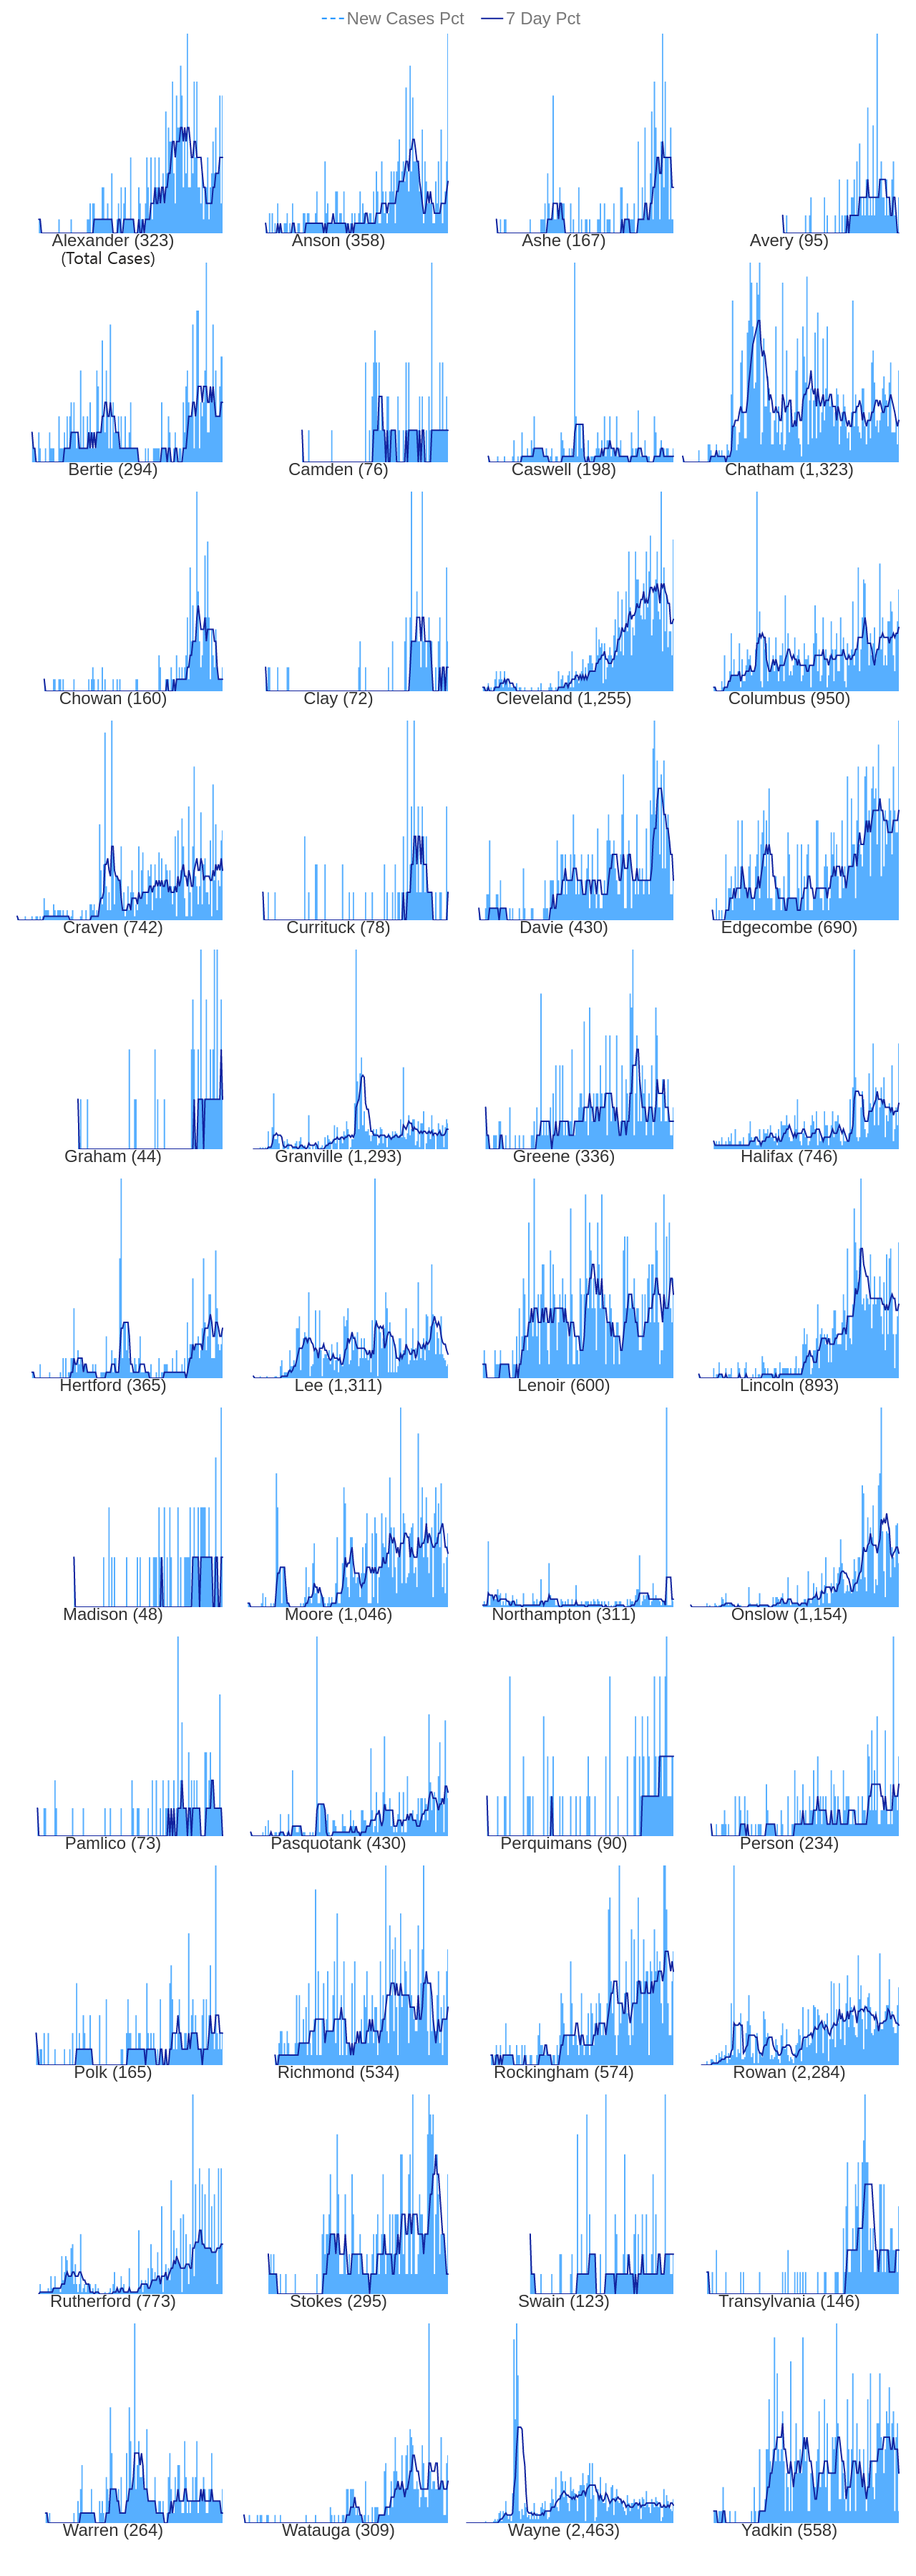 New Cases Pct 7 Day Pct
Alexander (323) Anson (358) Ashe (167) Avery (95)
(Total Cases)
Bertie (294) Camden (76) Caswell (198) Chatham (1,323)
Chowan (160) Clay (72) Cleveland (1,255) Columbus (950)
Craven (742) Currituck (78) Davie (430) Edgecombe (690)
Graham (44) Granville (1,293) Greene (336) Halifax (746)
Hertford (365) Lee (1,311) Lenoir (600) Lincoln (893)
Madison (48) Moore (1,046) Northampton (311) Onslow (1,154)
Pamlico (73) Pasquotank (430) Perquimans (90) Person (234)
Polk (165) Richmond (534) Rockingham (574) Rowan (2,284)
Rutherford (773) Stokes (295) Swain (123) Transylvania (146)
Warren (264) Watauga (309) Wayne (2,463) Yadkin (558)